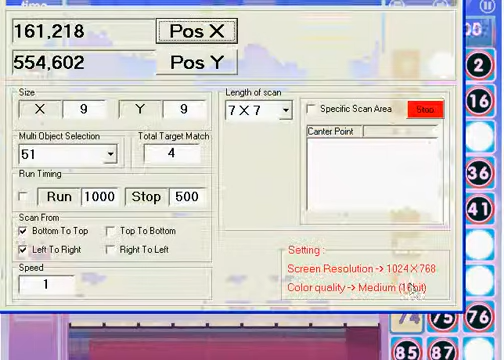 time
161,218 Pos X
554,602 Pos Y
Size
X 9 Y 9
Length of scan
7 X 7
Specific Scan Area Stop
Canter Point
Multi Object Selection
51
Total Target Match
4
Run Timing
Run 1000 Stop 500
Scan From
Bottom To Top Top To Bottom
Left To Right Right To Left
Speed
1
Setting :
Screen Resolution -> 1024X768
Color quality -> Medium (16bit)
2
16
36
41
74 75 76
85 87